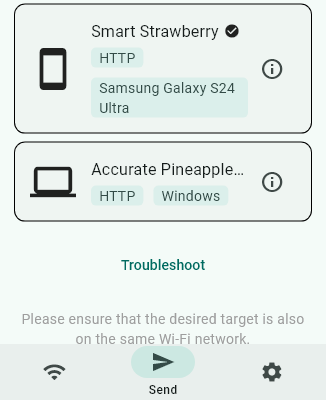 Smart Strawberry
HTTP
Samsung Galaxy S24
Ultra
Accurate Pineapple…
HTTP Windows
Troubleshoot
Please ensure that the desired target is also
on the same Wi-Fi network.
Send